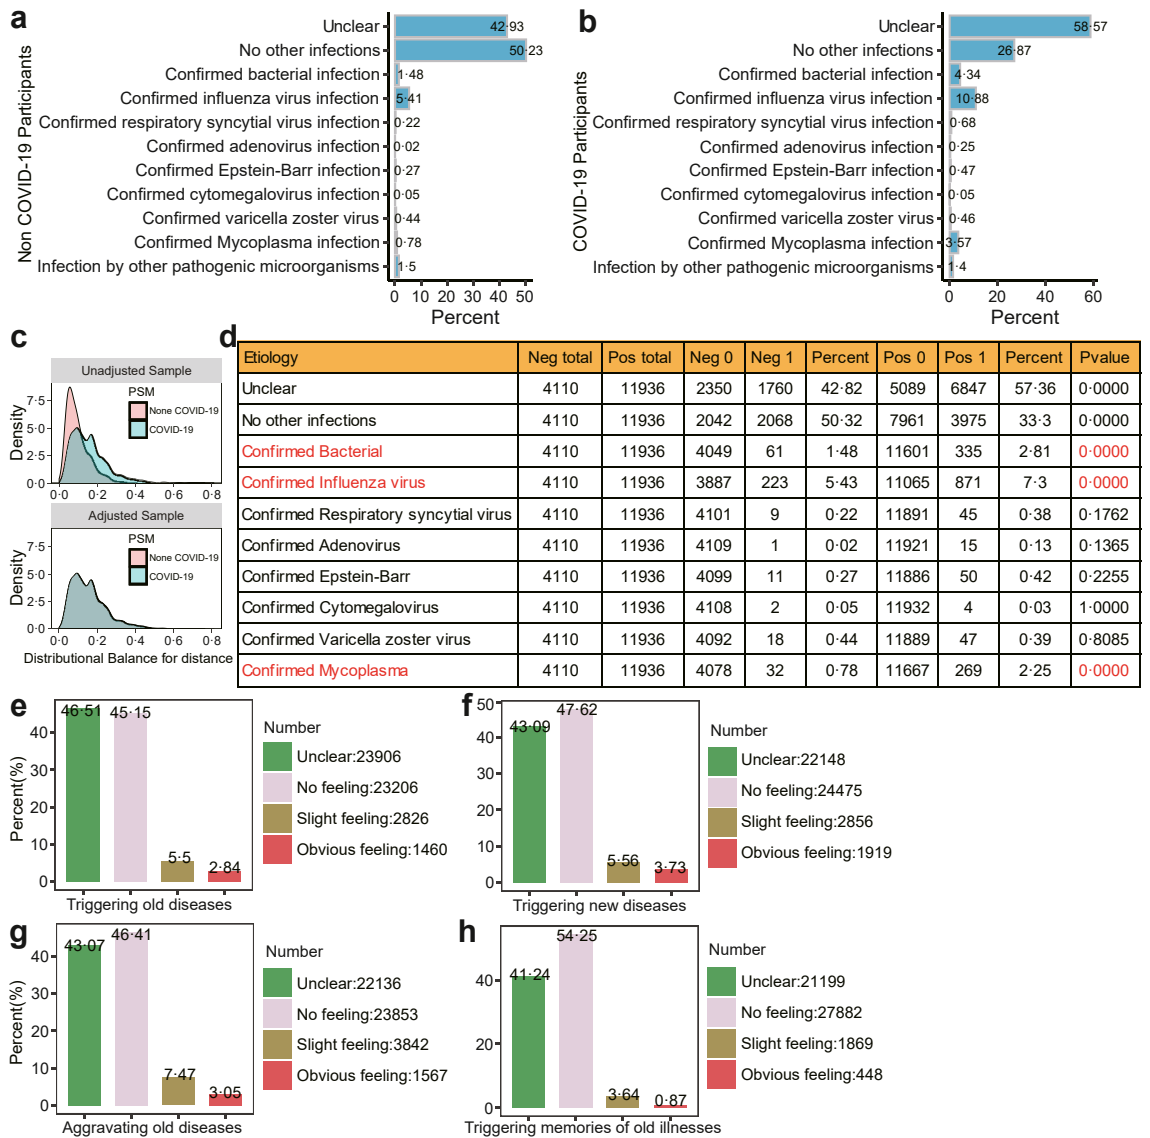 a
Non COVID-19 Participants
Unclear 42·93
No other infections 50·23
Confirmed bacterial infection 1·48
Confirmed influenza virus infection 5·41
Confirmed respiratory syncytial virus infection 0·22
Confirmed adenovirus infection 0·02
Confirmed Epstein-Barr infection 0·27
Confirmed cytomegalovirus infection 0·05
Confirmed varicella zoster virus 0·44
Confirmed Mycoplasma infection 0·78
Infection by other pathogenic microorganisms 1·5
0 10 20 30 40 50
Percent
b
COVID-19 Participants
Unclear 58·57
No other infections 26·87
Confirmed bacterial infection 4·34
Confirmed influenza virus infection 10·88
Confirmed respiratory syncytial virus infection 0·68
Confirmed adenovirus infection 0·25
Confirmed Epstein-Barr infection 0·47
Confirmed cytomegalovirus infection 0·05
Confirmed varicella zoster virus 0·46
Confirmed Mycoplasma infection 3·57
Infection by other pathogenic microorganisms 1·4
0 20 40 60
Percent
c
Unadjusted Sample
Density
7·5
5·0
2·5
0·0
PSM
None COVID-19
COVID-19
0·0 0·2 0·4 0·6 0·8
Adjusted Sample
Density
7·5
5·0
2·5
0·0
PSM
None COVID-19
COVID-19
0·0 0·2 0·4 0·6 0·8
Distributional Balance for distance
d
Etiology Neg total Pos total Neg 0 Neg 1 Percent Pos 0 Pos 1 Percent Pvalue
Unclear 4110 11936 2350 1760 42·82 5089 6847 57·36 0·0000
No other infections 4110 11936 2042 2068 50·32 7961 3975 33·3 0·0000
Confirmed Bacterial 4110 11936 4049 61 1·48 11601 335 2·81 0·0000
Confirmed Influenza virus 4110 11936 3887 223 5·43 11065 871 7·3 0·0000
Confirmed Respiratory syncytial virus 4110 11936 4101 9 0·22 11891 45 0·38 0·1762
Confirmed Adenovirus 4110 11936 4109 1 0·02 11921 15 0·13 0·1365
Confirmed Epstein-Barr 4110 11936 4099 11 0·27 11886 50 0·42 0·2255
Confirmed Cytomegalovirus 4110 11936 4108 2 0·05 11932 4 0·03 1·0000
Confirmed Varicella zoster virus 4110 11936 4092 18 0·44 11889 47 0·39 0·8085
Confirmed Mycoplasma 4110 11936 4078 32 0·78 11667 269 2·25 0·0000
e
Percent(%)
40
30
20
10
0
46·51 45·15 5·5 2·84
Triggering old diseases
Number
Unclear:23906
No feeling:23206
Slight feeling:2826
Obvious feeling:1460
f
50
40
30
20
10
0
43·09 47·62 5·56 3·73
Triggering new diseases
Number
Unclear:22148
No feeling:24475
Slight feeling:2856
Obvious feeling:1919
g
Percent(%)
40
30
20
10
0
43·07 46·41 7·47 3·05
Aggravating old diseases
Number
Unclear:22136
No feeling:23853
Slight feeling:3842
Obvious feeling:1567
h
40
20
0
41·24 54·25 3·64 0·87
Triggering memories of old illnesses
Number
Unclear:21199
No feeling:27882
Slight feeling:1869
Obvious feeling:448